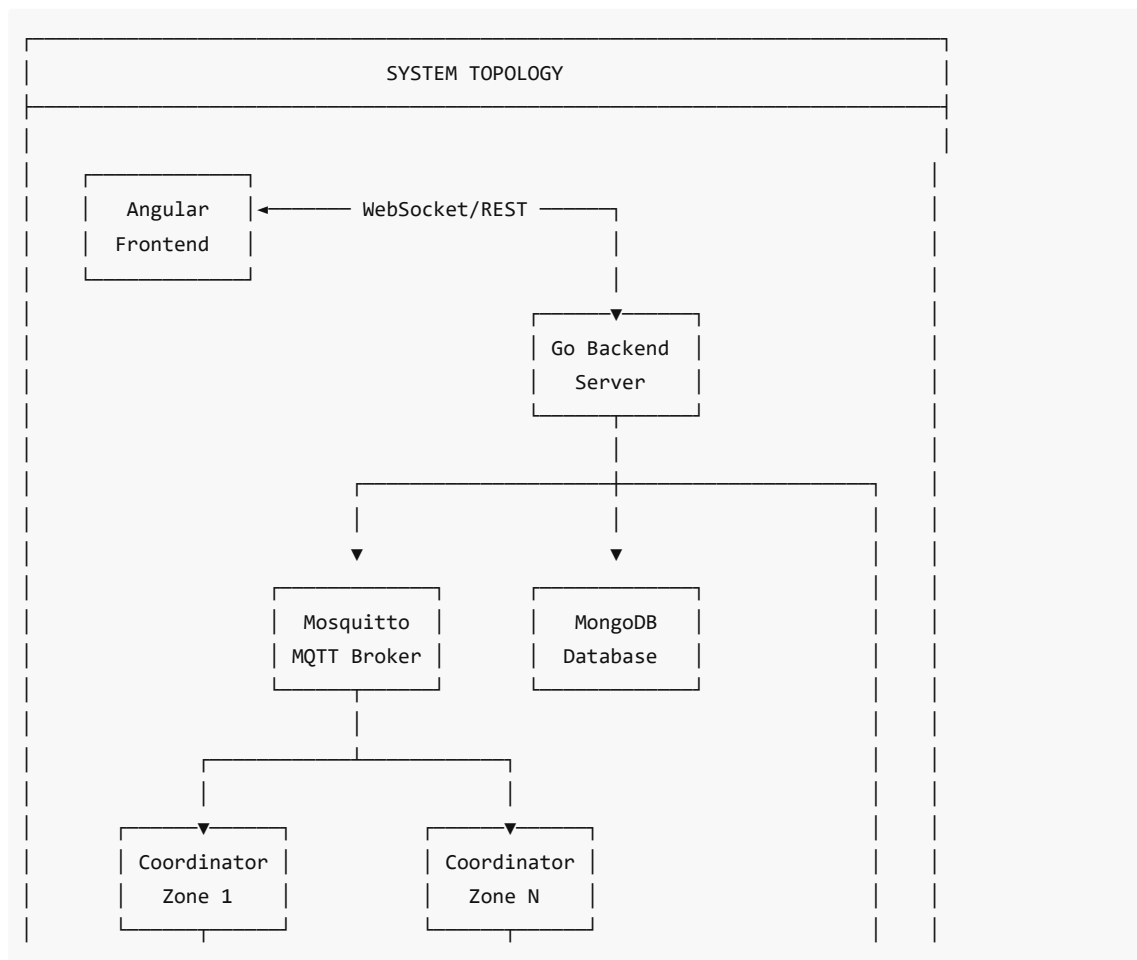 SYSTEM TOPOLOGY
Angular
Frontend
WebSocket/REST
Go Backend
Server
Mosquitto
MQTT Broker
MongoDB
Database
Coordinator
Zone 1
Coordinator
Zone N